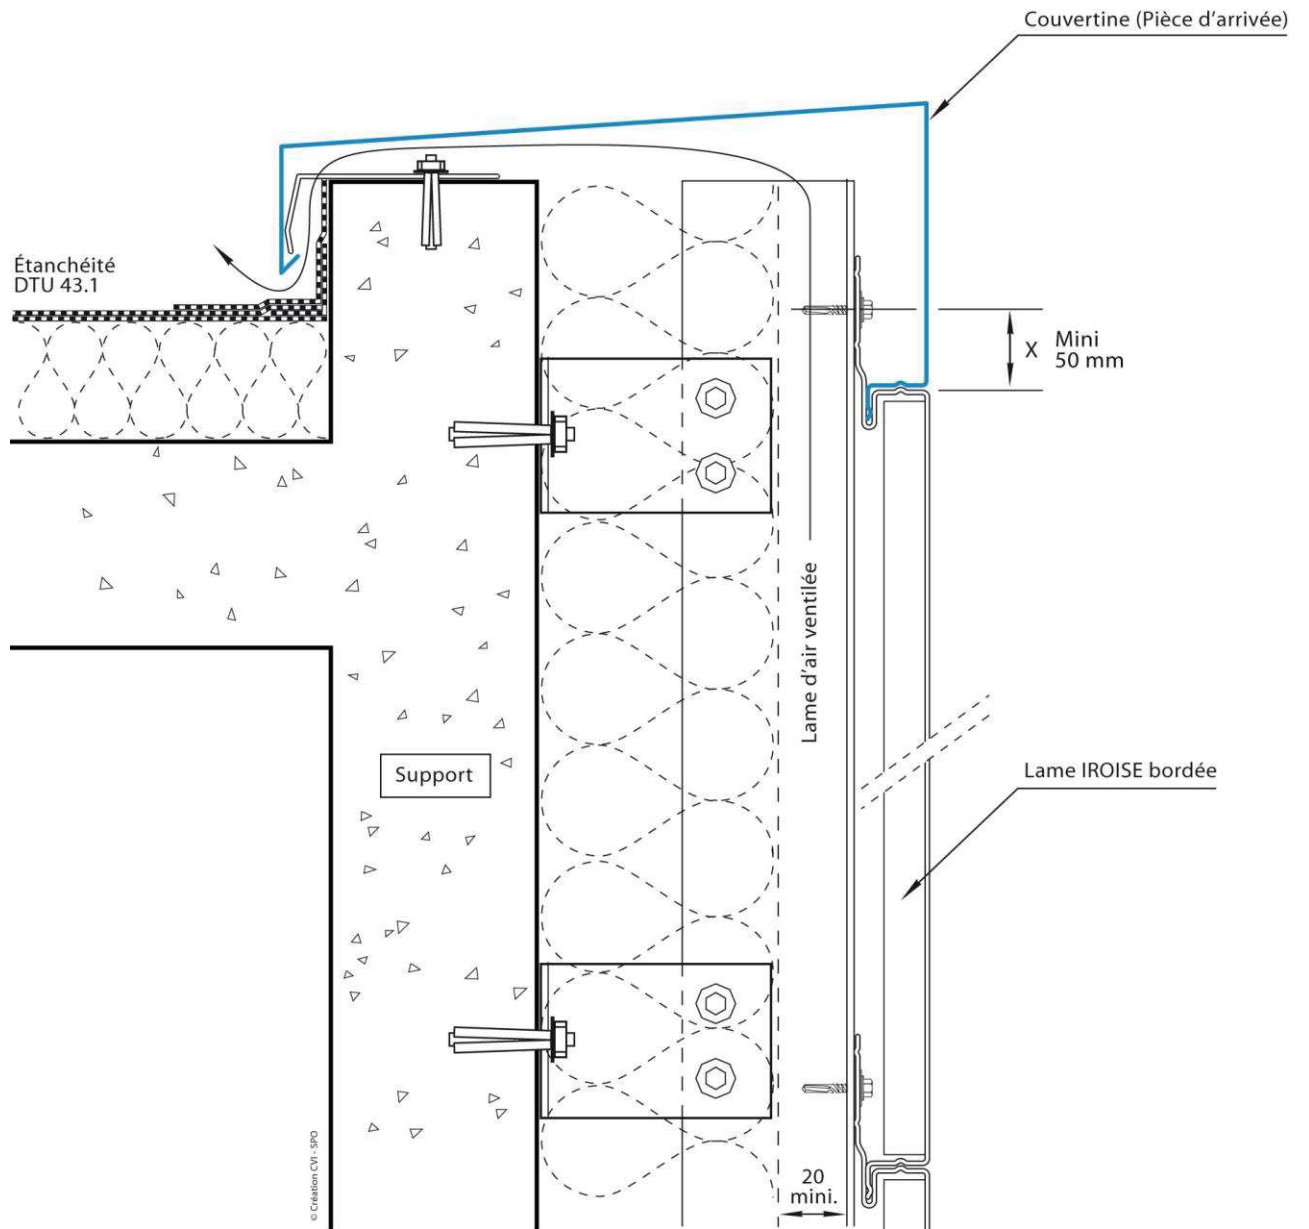 Couvertine (Pièce d'arrivée)
Étanchéité
DTU 43.1
X
Mini
50 mm
Lame d'air ventilée
Support
Lame IROISE bordée
20
mini.
© Création CVI - SPO